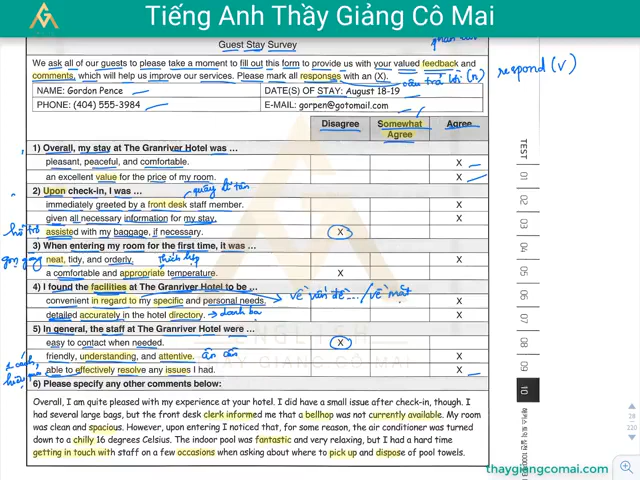 Tiếng Anh Thầy Giảng Cô Mai
Guest Stay Survey
We ask all of our guests to please take a moment to fill out this form to provide us with your valued feedback and
comments, which will help us improve our services. Please mark all responses with an (X).
câu trả lời (n)
respond (v)
NAME: Gordon Pence
DATE(S) OF STAY: August 18-19
PHONE: (404) 555-3984
E-MAIL: gorpen@gotomail.com
Disagree
Somewhat Agree
Agree
1) Overall, my stay at The Granriver Hotel was ...
pleasant, peaceful, and comfortable. X
an excellent value for the price of my room. X
2) Upon check-in, I was ...
quầy lễ tân
immediately greeted by a front desk staff member. X
given all necessary information for my stay. X
hỗ trợ
assisted with my baggage, if necessary. X
3) When entering my room for the first time, it was ...
gọn gàng
neat, tidy, and orderly. X
thích hợp
a comfortable and appropriate temperature. X
4) I found the facilities at The Granriver Hotel to be ...
convenient in regard to my specific and personal needs. X
→ về vấn đề ... / về mặt
detailed accurately in the hotel directory. X
→ danh bạ
5) In general, the staff at The Granriver Hotel were ...
easy to contact when needed. X
friendly, understanding, and attentive. X
ân cần
able to effectively resolve any issues I had. X
6) Please specify any other comments below:
Overall, I am quite pleased with my experience at your hotel. I did have a small issue after check-in, though. I
had several large bags, but the front desk clerk informed me that a bellhop was not currently available. My room
was clean and spacious. However, upon entering I noticed that, for some reason, the air conditioner was turned
down to a chilly 16 degrees Celsius. The indoor pool was fantastic and very relaxing, but I had a hard time
getting in touch with staff on a few occasions when asking about where to pick up and dispose of pool towels.
TEST
01
02
03
04
05
06
07
08
09
10
220
ENGLISH
THAY GIANG CO MAI
thaygiangcomai.com